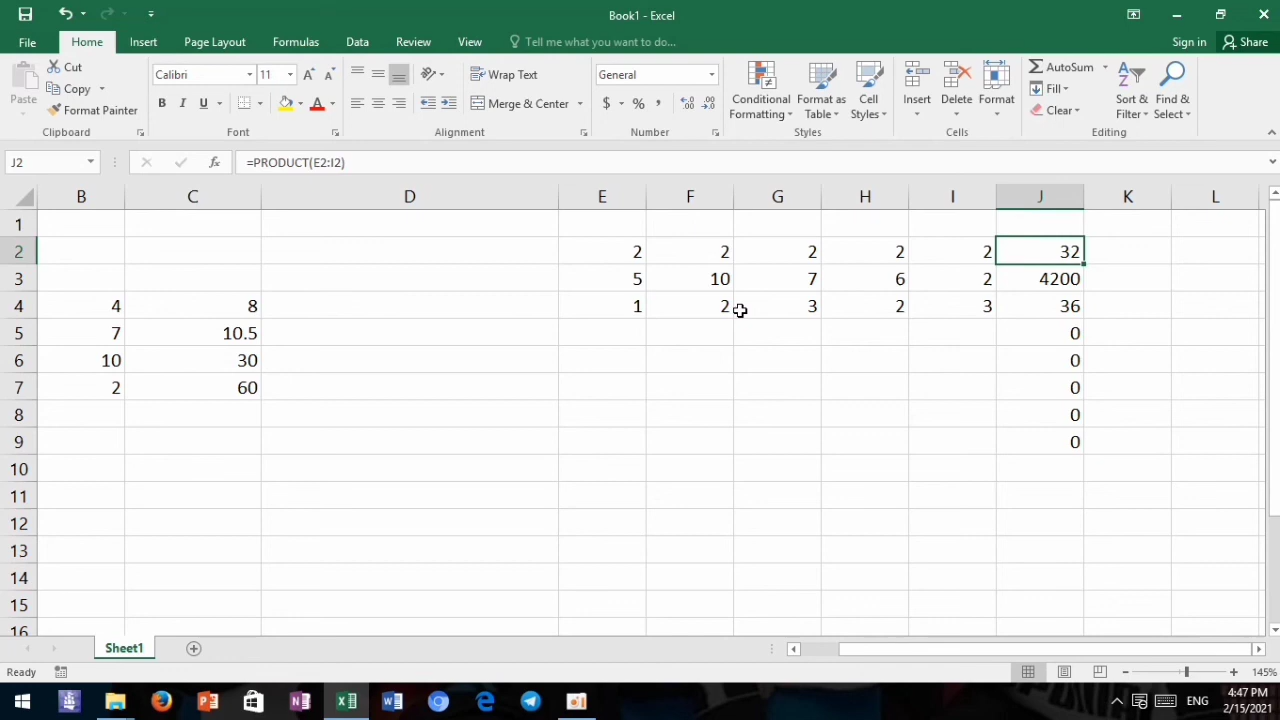 Book1 - Excel
File Home Insert Page Layout Formulas Data Review View Tell me what you want to do... Sign in Share
Paste
Cut
Copy
Format Painter
Clipboard
Calibri 11
B I U
Font
Wrap Text
Merge & Center
Alignment
General
$ % ,
Number
Conditional Formatting
Format as Table
Cell Styles
Styles
Insert Delete Format
Cells
AutoSum
Fill
Clear
Sort & Filter
Find & Select
Editing
J2 fx =PRODUCT(E2:I2)
B C D E F G H I J K L
1
2 2 2 2 2 2 32
3 5 10 7 6 2 4200
4 4 8 1 2 3 2 3 36
5 7 10.5 0
6 10 30 0
7 2 60 0
8 0
9 0
10
11
12
13
14
15
16
Sheet1
Ready 145%
ENG 4:47 PM
2/15/2021